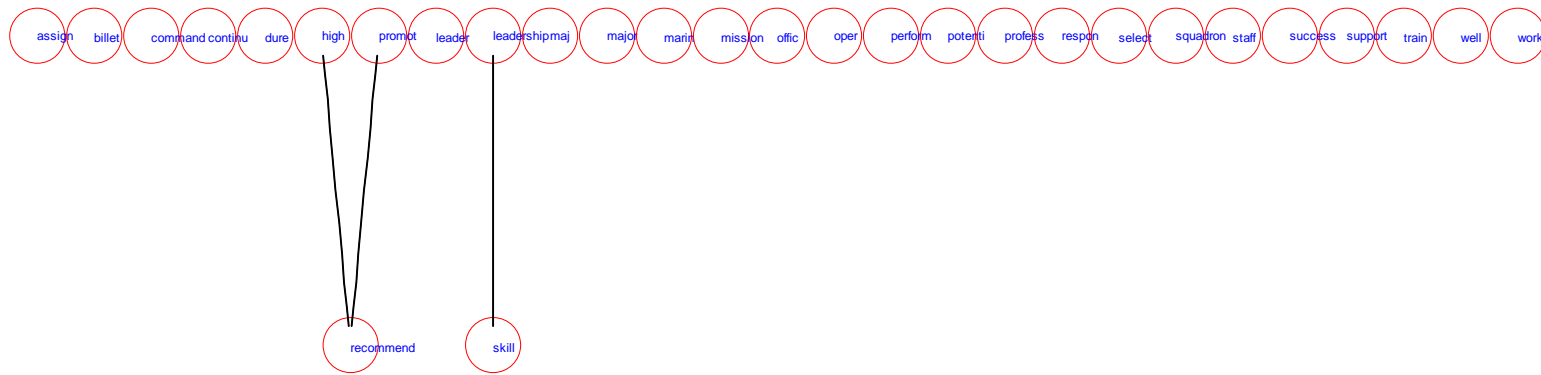 assign billet command continu dure high prompt leader leadership maj major marin mission offic oper perform potenti profess respon select squadron staff success support train well work
recommend skill